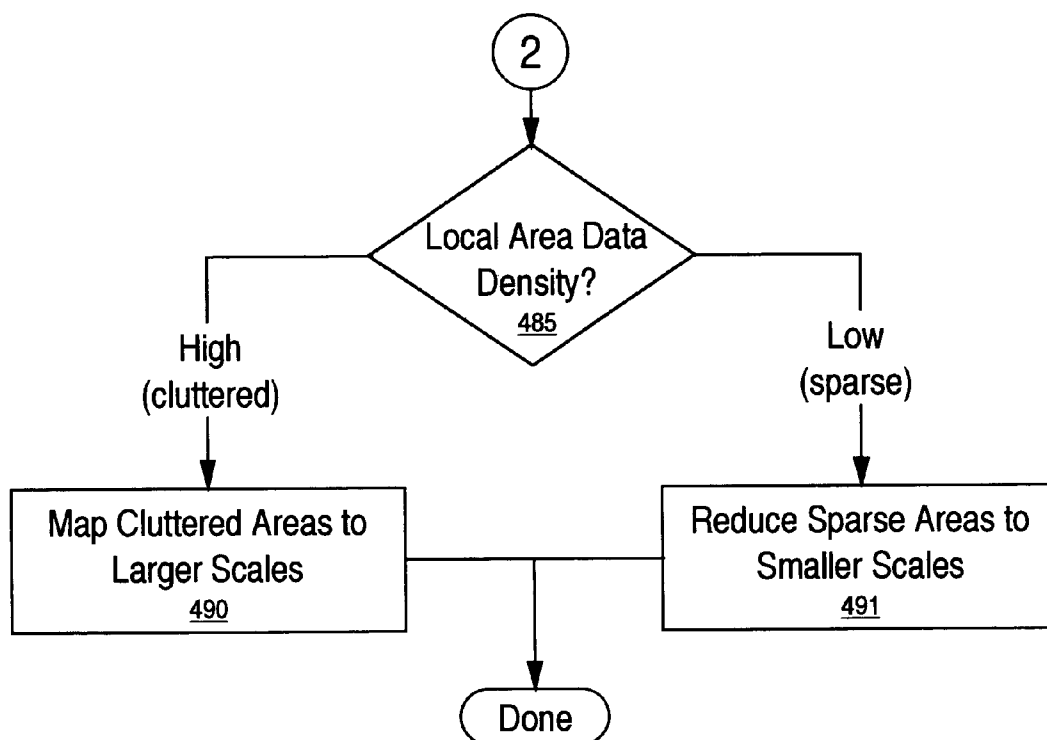 2
Local Area Data
Density?
485
High
(cluttered)
Low
(sparse)
Map Cluttered Areas to
Larger Scales
490
Reduce Sparse Areas to
Smaller Scales
491
Done